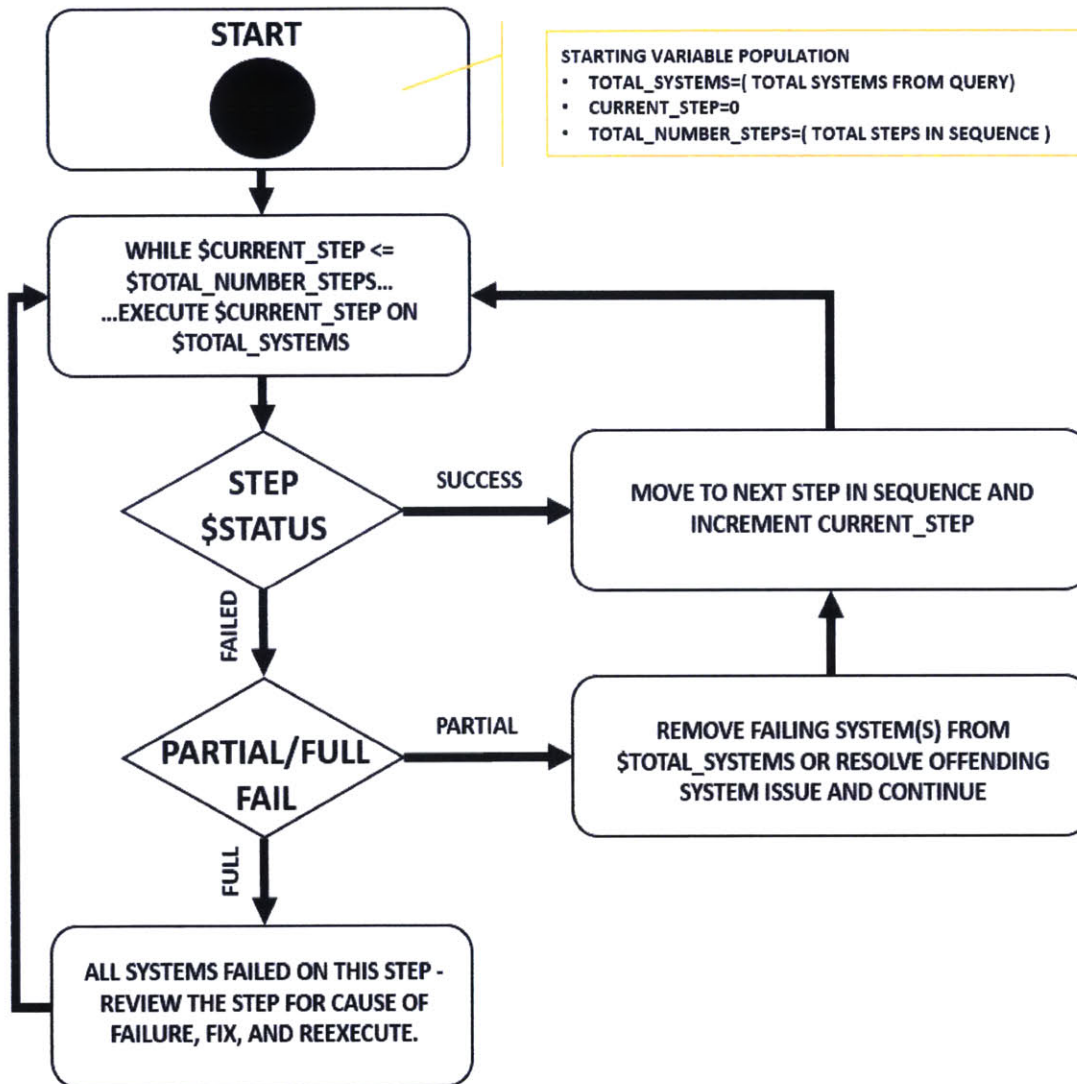 START
STARTING VARIABLE POPULATION
• TOTAL_SYSTEMS=( TOTAL SYSTEMS FROM QUERY)
• CURRENT_STEP=0
• TOTAL_NUMBER_STEPS=( TOTAL STEPS IN SEQUENCE )
WHILE $CURRENT_STEP <=
$TOTAL_NUMBER_STEPS...
...EXECUTE $CURRENT_STEP ON
$TOTAL_SYSTEMS
STEP
$STATUS
SUCCESS
MOVE TO NEXT STEP IN SEQUENCE AND
INCREMENT CURRENT_STEP
FAILED
PARTIAL/FULL
FAIL
PARTIAL
REMOVE FAILING SYSTEM(S) FROM
$TOTAL_SYSTEMS OR RESOLVE OFFENDING
SYSTEM ISSUE AND CONTINUE
FULL
ALL SYSTEMS FAILED ON THIS STEP -
REVIEW THE STEP FOR CAUSE OF
FAILURE, FIX, AND REEXECUTE.